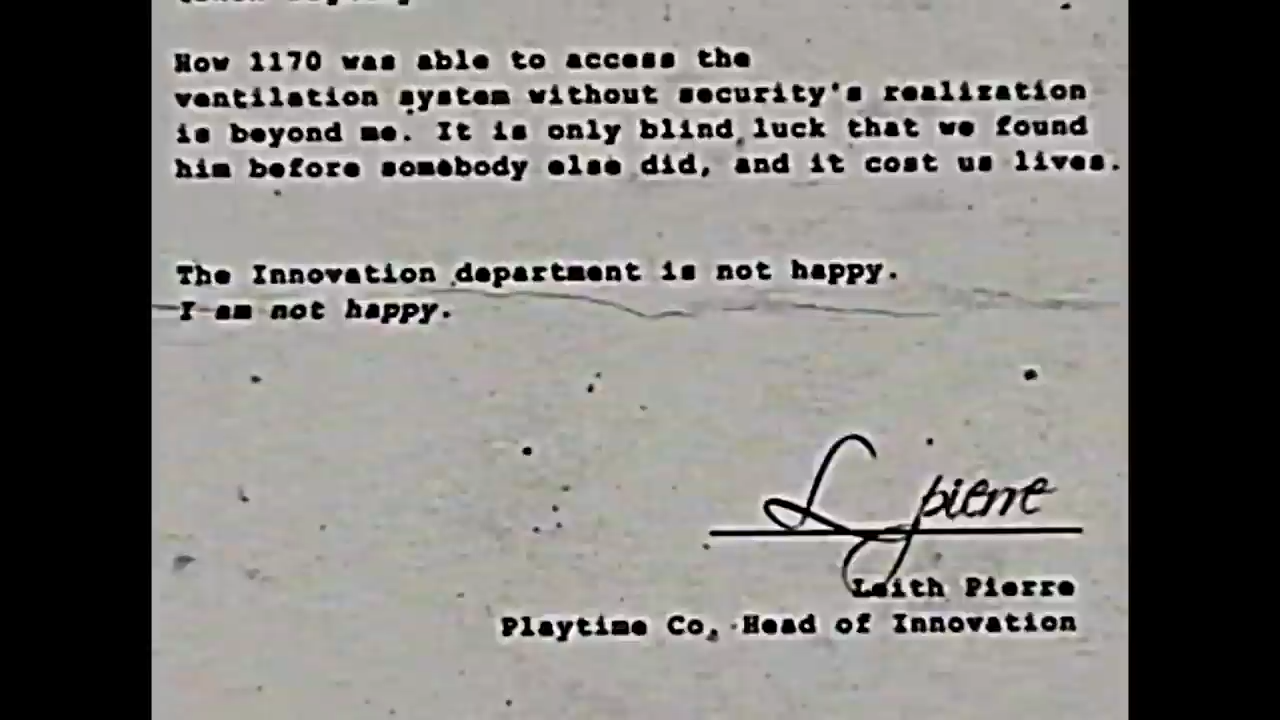 How 1170 was able to access the
ventilation system without security's realization
is beyond me. It is only blind luck that we found
him before somebody else did, and it cost us lives.
The Innovation department is not happy.
I am not happy.
L pierre
Leith Pierre
Playtime Co, Head of Innovation